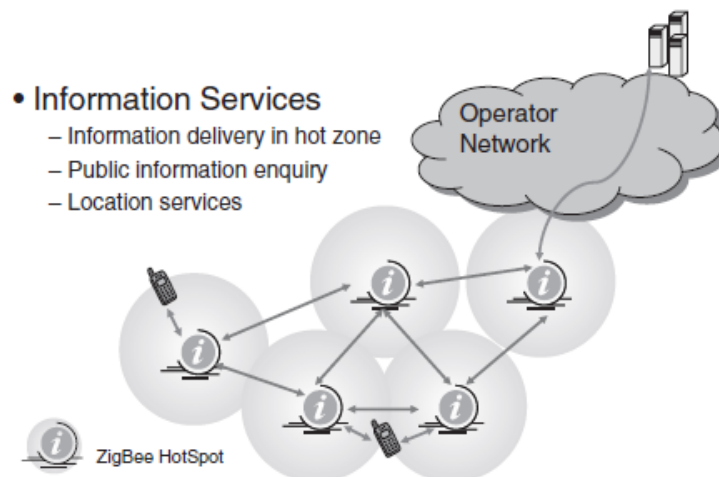 • Information Services
– Information delivery in hot zone
– Public information enquiry
– Location services
Operator
Network
i
i
i
i
i
i
ZigBee HotSpot